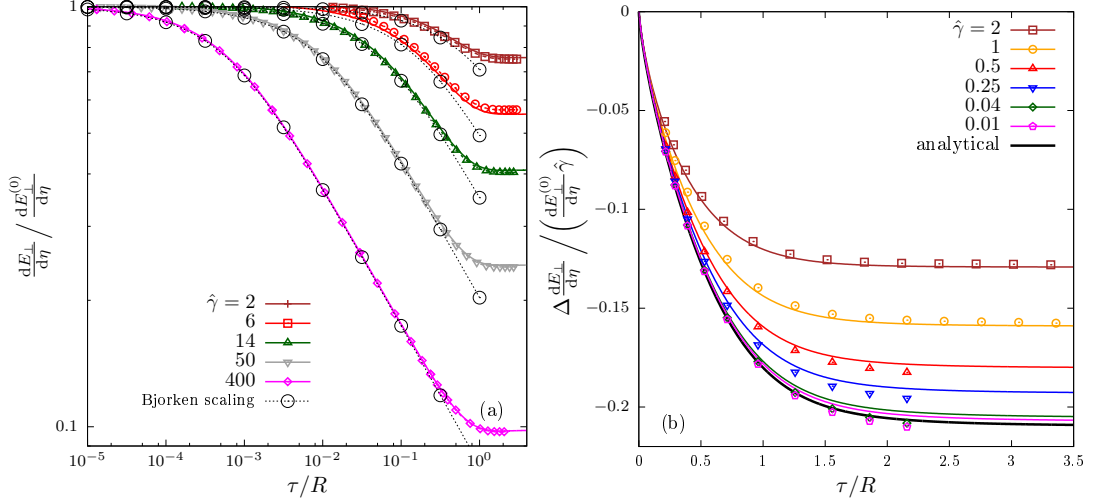 1
0.1
10⁻⁵ 10⁻⁴ 10⁻³ 10⁻² 10⁻¹ 10⁰
τ/R
dE⊥/dη / dE⊥⁽⁰⁾/dη
γ̂ = 2
6
14
50
400
Bjorken scaling
(a)
0
−0.05
−0.1
−0.15
−0.2
0 0.5 1 1.5 2 2.5 3 3.5
τ/R
Δ dE⊥/dη / (dE⊥⁽⁰⁾/dη γ̂)
γ̂ = 2
1
0.5
0.25
0.04
0.01
analytical
(b)